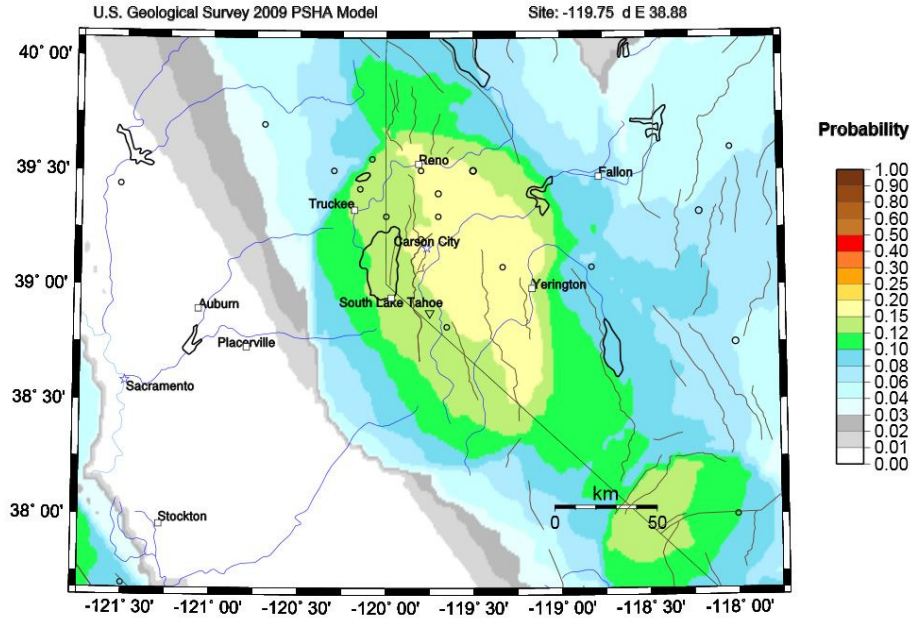 U.S. Geological Survey 2009 PSHA Model
Site: -119.75 d E 38.88
40° 00'
39° 30'
39° 00'
38° 30'
38° 00'
-121° 30'
-121° 00'
-120° 30'
-120° 00'
-119° 30'
-119° 00'
-118° 30'
-118° 00'
Reno
Fallon
Truckee
Carson City
Yerington
South Lake Tahoe
Auburn
Placerville
Sacramento
Stockton
km
0
50
Probability
1.00
0.90
0.80
0.60
0.50
0.40
0.30
0.25
0.20
0.15
0.12
0.10
0.08
0.06
0.04
0.03
0.02
0.01
0.00